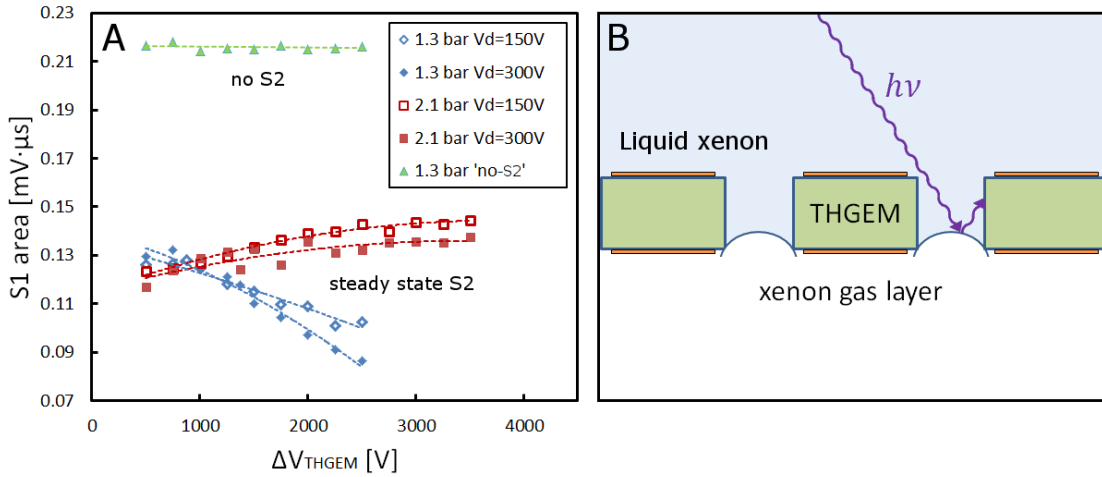 A
0.23
0.21
0.19
0.17
0.15
0.13
0.11
0.09
0.07
S1 area [mV·μs]
0
1000
2000
3000
4000
ΔVTHGEM [V]
no S2
steady state S2
1.3 bar Vd=150V
1.3 bar Vd=300V
2.1 bar Vd=150V
2.1 bar Vd=300V
1.3 bar 'no-S2'
B
hν
Liquid xenon
THGEM
xenon gas layer